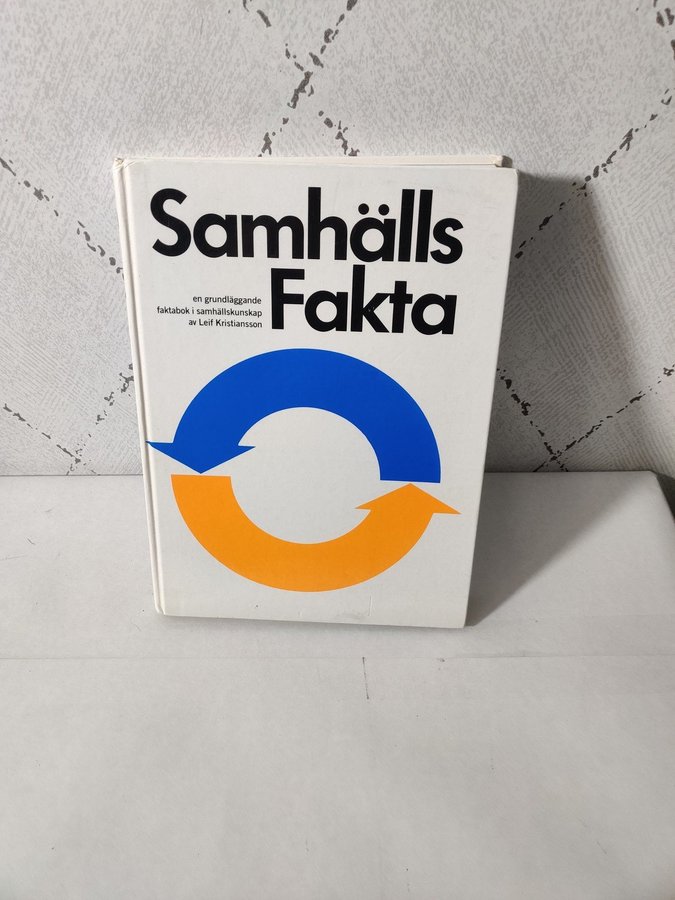 Samhälls
Fakta
en grundläggande
faktabok i samhällskunskap
av Leif Kristiansson